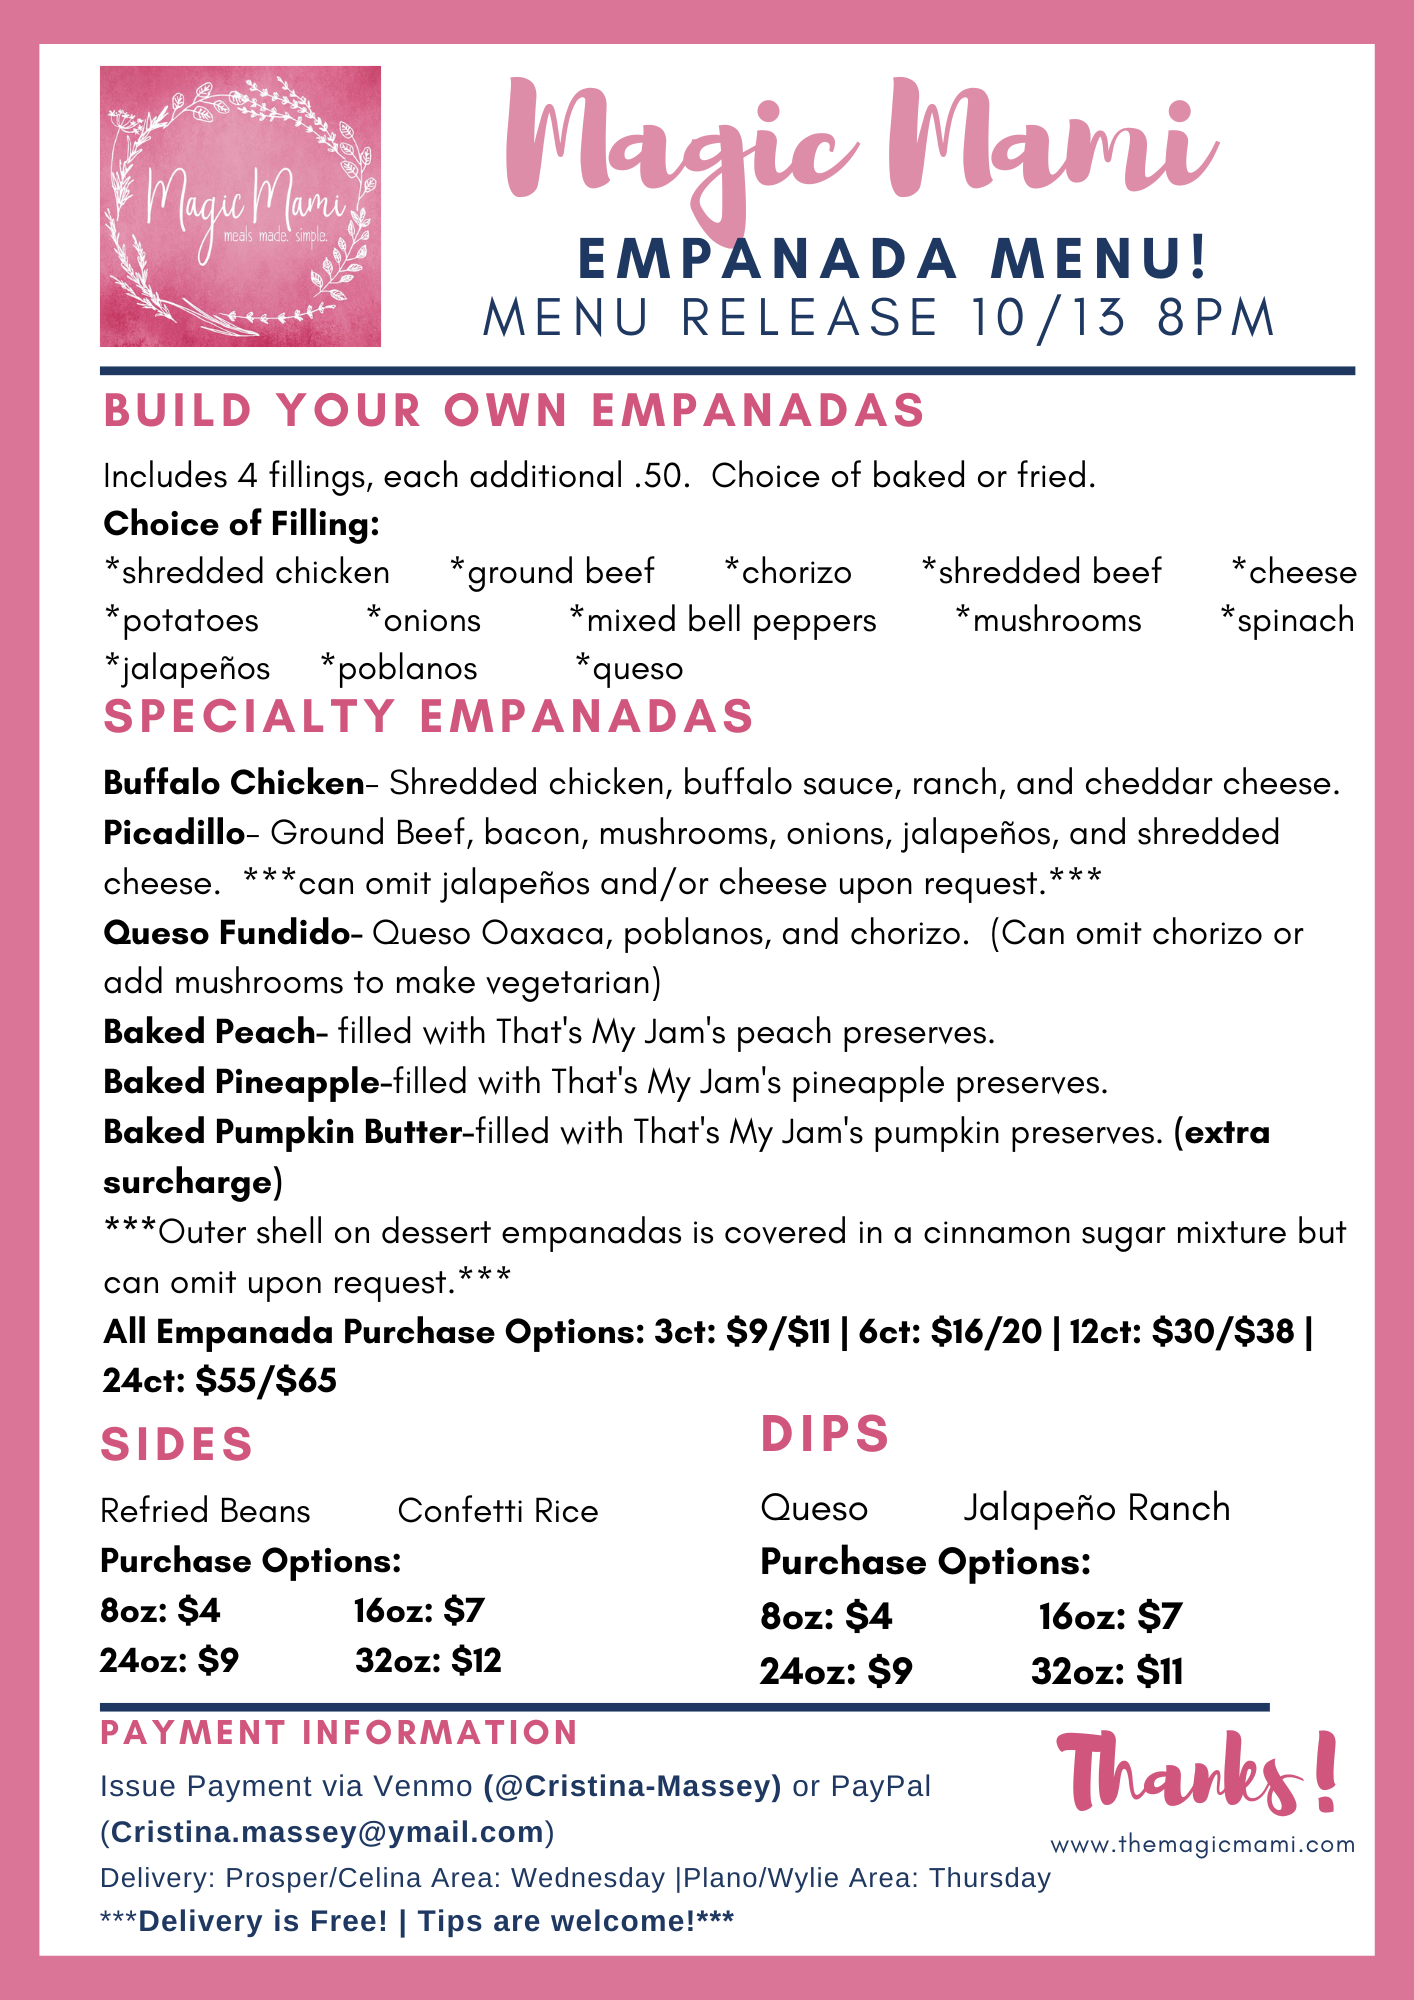 Magic Mami
meals made. simple.
Magic Mami
EMPANADA MENU!
MENU RELEASE 10/13 8PM
BUILD YOUR OWN EMPANADAS
Includes 4 fillings, each additional .50.  Choice of baked or fried.
Choice of Filling:
*shredded chicken *ground beef *chorizo *shredded beef *cheese
*potatoes *onions *mixed bell peppers *mushrooms *spinach
*jalapeños *poblanos *queso
SPECIALTY EMPANADAS
Buffalo Chicken- Shredded chicken, buffalo sauce, ranch, and cheddar cheese.
Picadillo- Ground Beef, bacon, mushrooms, onions, jalapeños, and shredded
cheese.  ***can omit jalapeños and/or cheese upon request.***
Queso Fundido- Queso Oaxaca, poblanos, and chorizo.  (Can omit chorizo or
add mushrooms to make vegetarian)
Baked Peach- filled with That's My Jam's peach preserves.
Baked Pineapple-filled with That's My Jam's pineapple preserves.
Baked Pumpkin Butter-filled with That's My Jam's pumpkin preserves. (extra
surcharge)
***Outer shell on dessert empanadas is covered in a cinnamon sugar mixture but
can omit upon request.***
All Empanada Purchase Options: 3ct: $9/$11 | 6ct: $16/20 | 12ct: $30/$38 |
24ct: $55/$65
SIDES
Refried Beans Confetti Rice
Purchase Options:
8oz: $4 16oz: $7
24oz: $9 32oz: $12
DIPS
Queso Jalapeño Ranch
Purchase Options:
8oz: $4 16oz: $7
24oz: $9 32oz: $11
PAYMENT INFORMATION
Issue Payment via Venmo (@Cristina-Massey) or PayPal
(Cristina.massey@ymail.com)
Delivery: Prosper/Celina Area: Wednesday |Plano/Wylie Area: Thursday
***Delivery is Free! | Tips are welcome!***
Thanks!
www.themagicmami.com